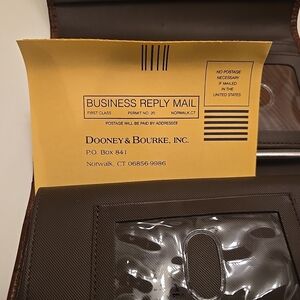 NO POSTAGE
NECESSARY
IF MAILED
IN THE
UNITED STATES
BUSINESS REPLY MAIL
FIRST CLASS PERMIT NO. 25 NORWALK, CT
POSTAGE WILL BE PAID BY ADDRESSEE
DOONEY & BOURKE, INC.
P.O. Box 841
Norwalk, CT 06856-9986